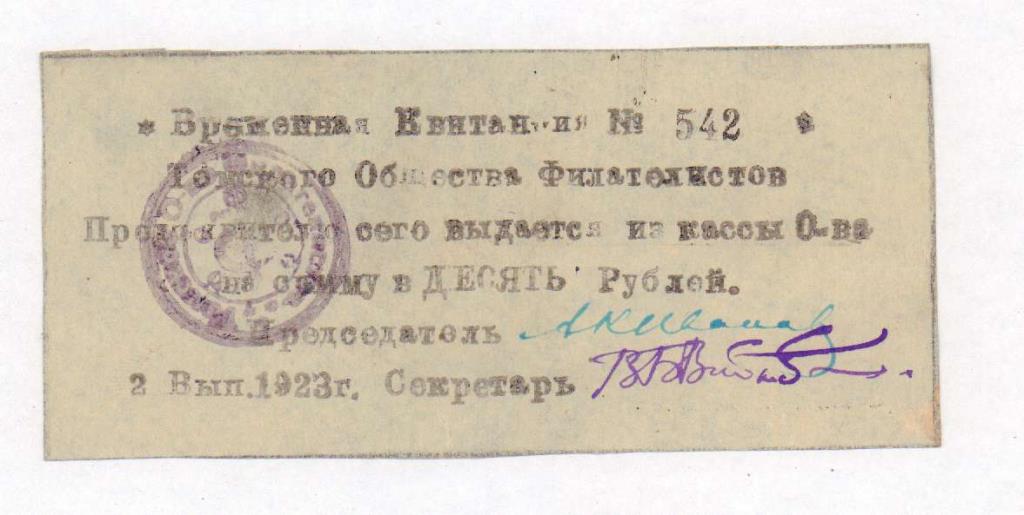 * Временная Квитанция № 542 *
Томского Общества Филателистов
Предъявителю сего выдается из кассы О-ва
на сумму в ДЕСЯТЬ Рублей.
Председатель
2 Вып.1923г. Секретарь